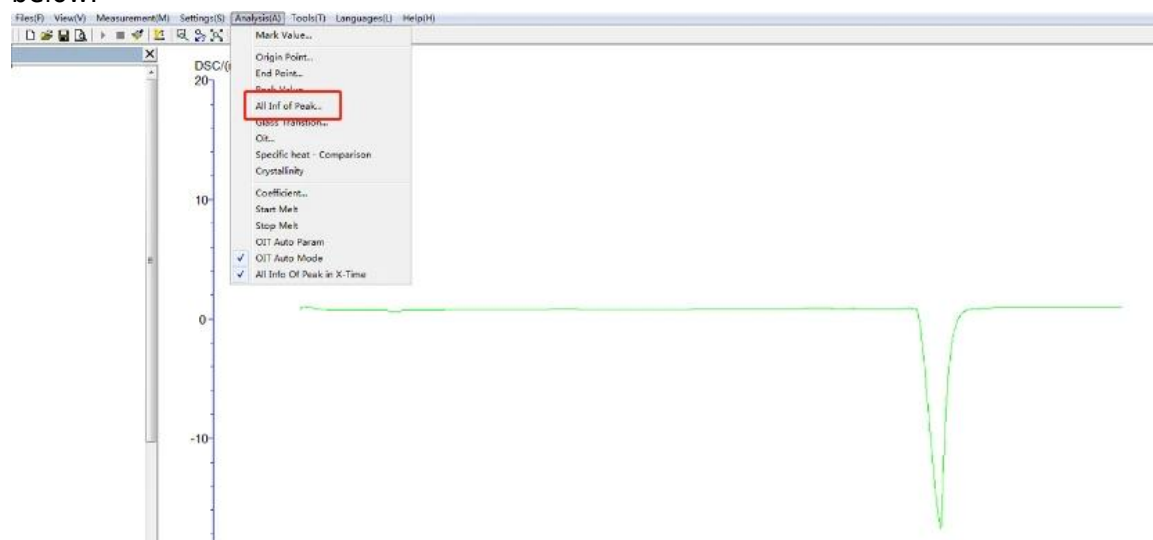 below:
Files(F) View(V) Measurement(M) Settings(S) Analysis(A) Tools(T) Languages(L) Help(H)
Mark Value...
Origin Point...
End Point...
Peak Value...
All Inf of Peak...
Glass Transtion...
Oit...
Specific heat - Comparison
Crystallinity
Coefficient...
Start Melt
Stop Melt
OIT Auto Param
OIT Auto Mode
All Info Of Peak in X-Time
DSC/(
20
10
0
-10